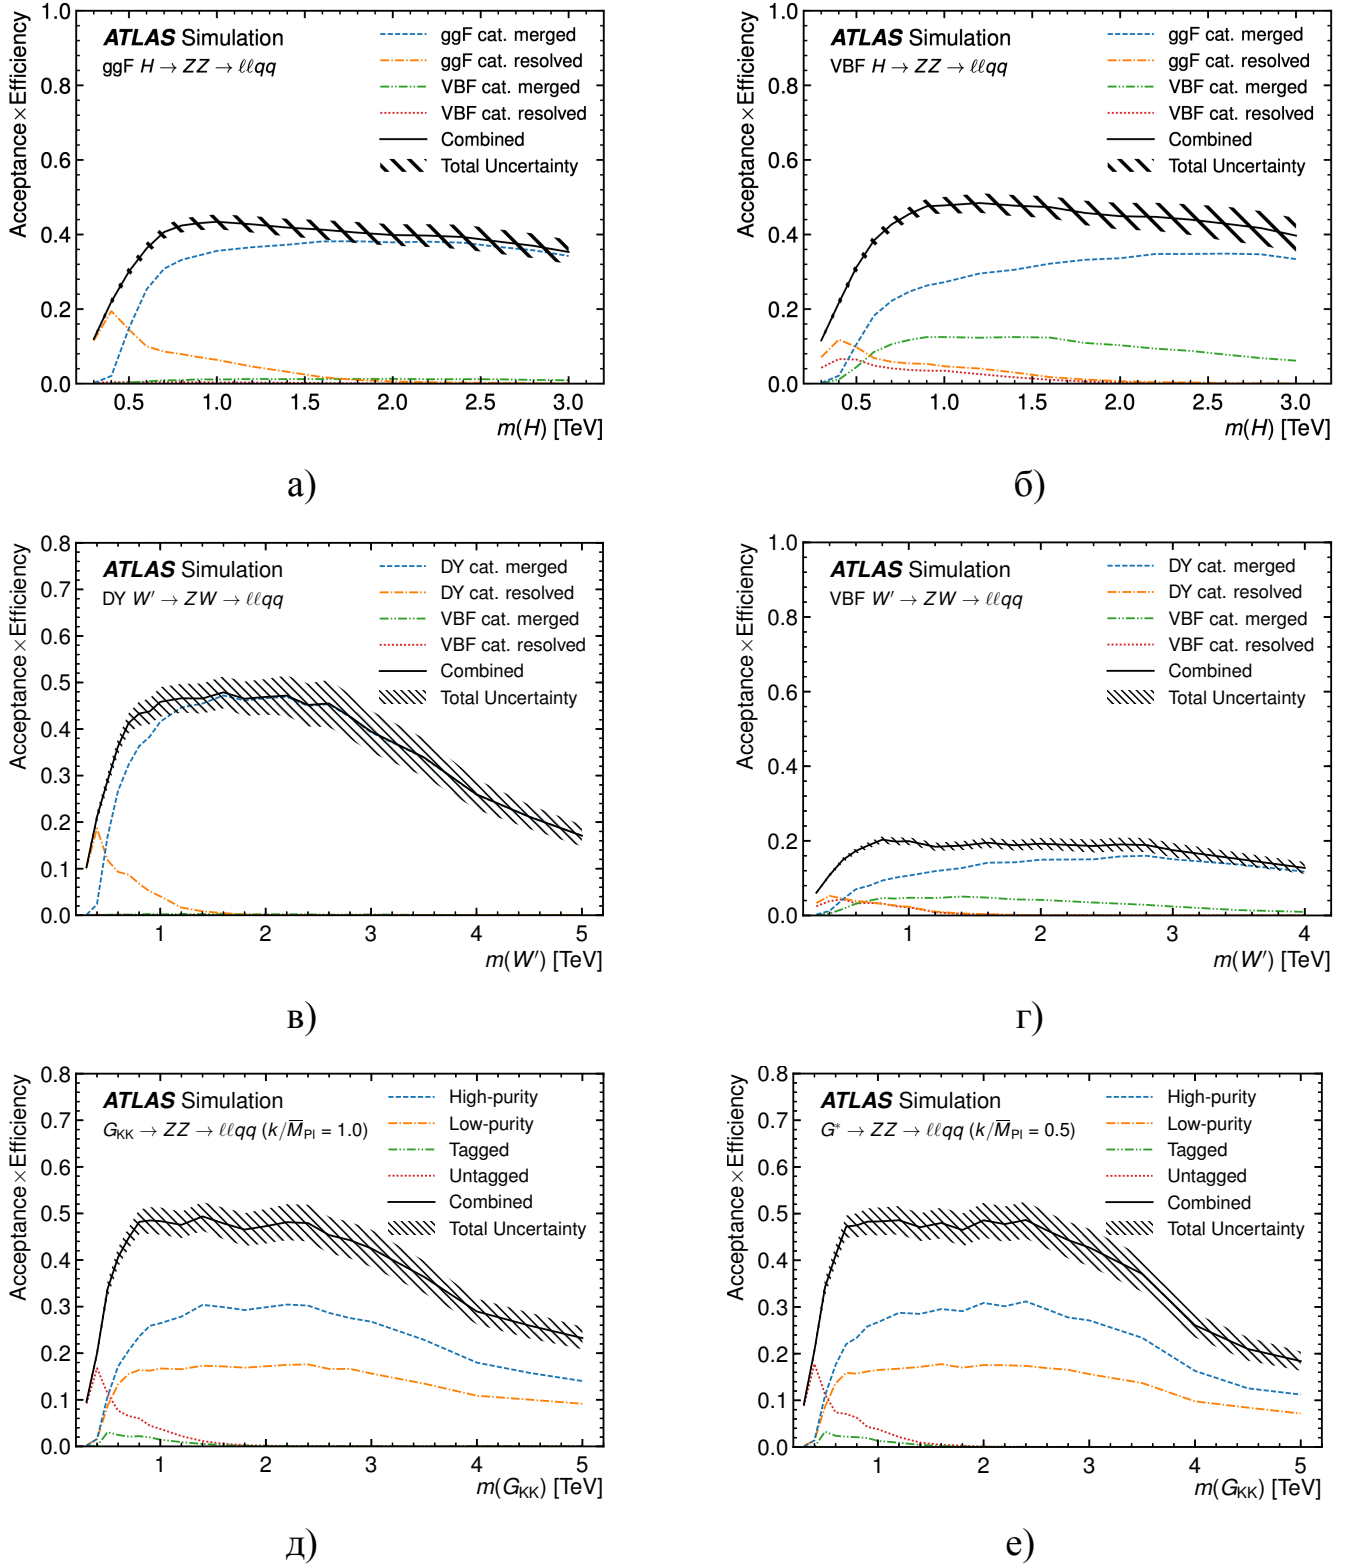 Acceptance×Efficiency
1.0
0.8
0.6
0.4
0.2
0.0
ATLAS Simulation
ggF H → ZZ → ℓℓqq
ggF cat. merged
ggF cat. resolved
VBF cat. merged
VBF cat. resolved
Combined
Total Uncertainty
0.5 1.0 1.5 2.0 2.5 3.0
m(H) [TeV]
а)
Acceptance×Efficiency
1.0
0.8
0.6
0.4
0.2
0.0
ATLAS Simulation
VBF H → ZZ → ℓℓqq
ggF cat. merged
ggF cat. resolved
VBF cat. merged
VBF cat. resolved
Combined
Total Uncertainty
0.5 1.0 1.5 2.0 2.5 3.0
m(H) [TeV]
б)
Acceptance×Efficiency
0.8
0.7
0.6
0.5
0.4
0.3
0.2
0.1
0.0
ATLAS Simulation
DY W′ → ZW → ℓℓqq
DY cat. merged
DY cat. resolved
VBF cat. merged
VBF cat. resolved
Combined
Total Uncertainty
1 2 3 4 5
m(W′) [TeV]
в)
Acceptance×Efficiency
1.0
0.8
0.6
0.4
0.2
0.0
ATLAS Simulation
VBF W′ → ZW → ℓℓqq
DY cat. merged
DY cat. resolved
VBF cat. merged
VBF cat. resolved
Combined
Total Uncertainty
1 2 3 4
m(W′) [TeV]
г)
Acceptance×Efficiency
0.8
0.7
0.6
0.5
0.4
0.3
0.2
0.1
0.0
ATLAS Simulation
G_KK → ZZ → ℓℓqq (k/M̅_Pl = 1.0)
High-purity
Low-purity
Tagged
Untagged
Combined
Total Uncertainty
1 2 3 4 5
m(G_KK) [TeV]
д)
Acceptance×Efficiency
0.8
0.7
0.6
0.5
0.4
0.3
0.2
0.1
0.0
ATLAS Simulation
G* → ZZ → ℓℓqq (k/M̅_Pl = 0.5)
High-purity
Low-purity
Tagged
Untagged
Combined
Total Uncertainty
1 2 3 4 5
m(G_KK) [TeV]
е)